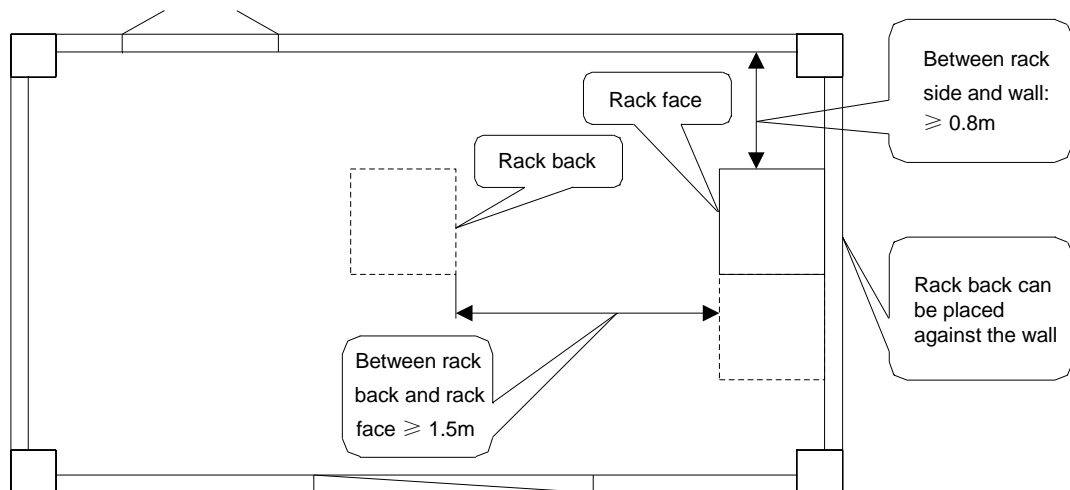 Between rack
side and wall:
≥ 0.8m
Rack face
Rack back
Rack back can
be placed
against the wall
Between rack
back and rack
face ≥ 1.5m